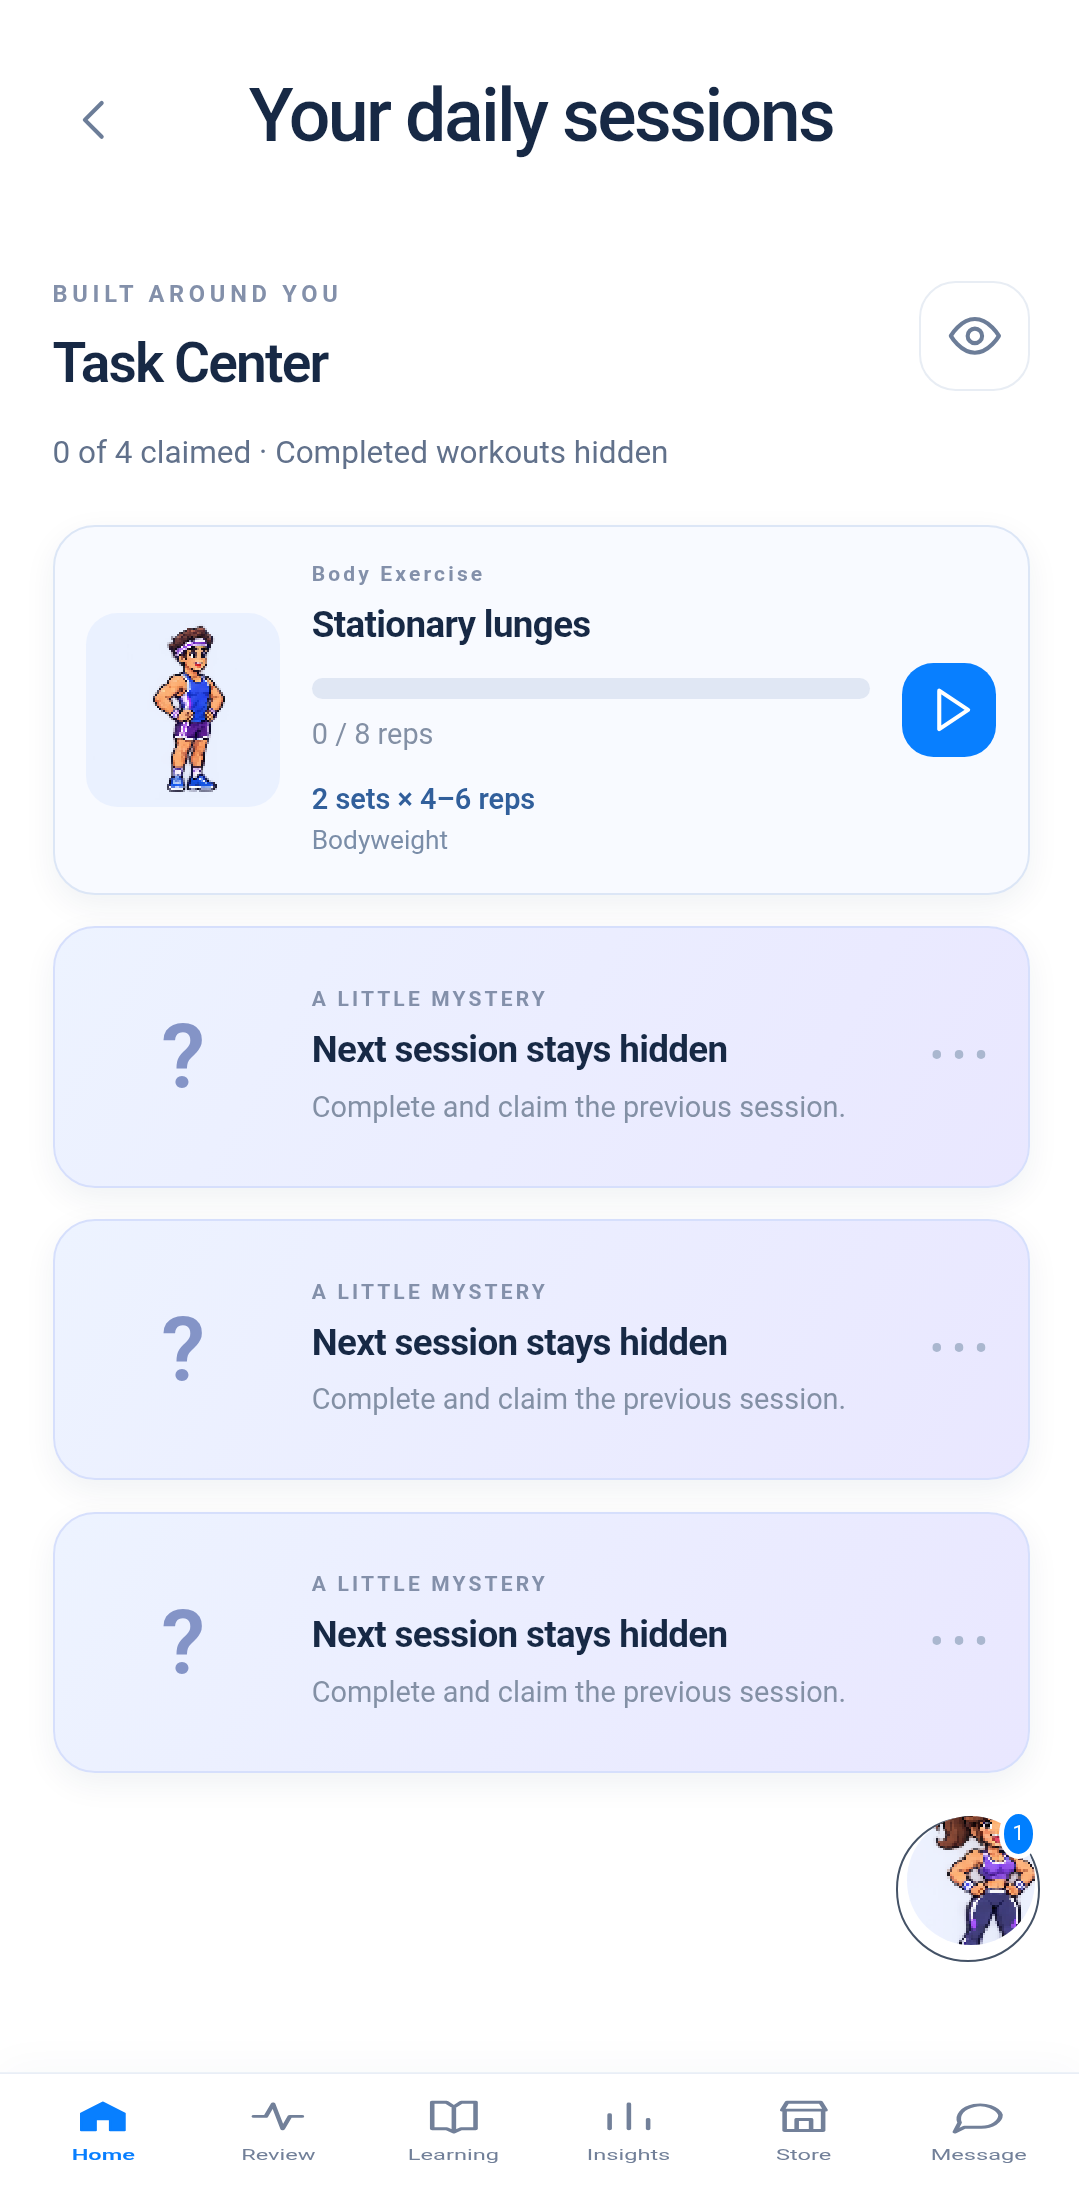 Your daily sessions
BUILT AROUND YOU
Task Center
0 of 4 claimed · Completed workouts hidden
Body Exercise
Stationary lunges
0 / 8 reps
2 sets × 4–6 reps
Bodyweight
?
A LITTLE MYSTERY
Next session stays hidden
Complete and claim the previous session.
?
A LITTLE MYSTERY
Next session stays hidden
Complete and claim the previous session.
?
A LITTLE MYSTERY
Next session stays hidden
Complete and claim the previous session.
1
Home Review Learning Insights Store Message